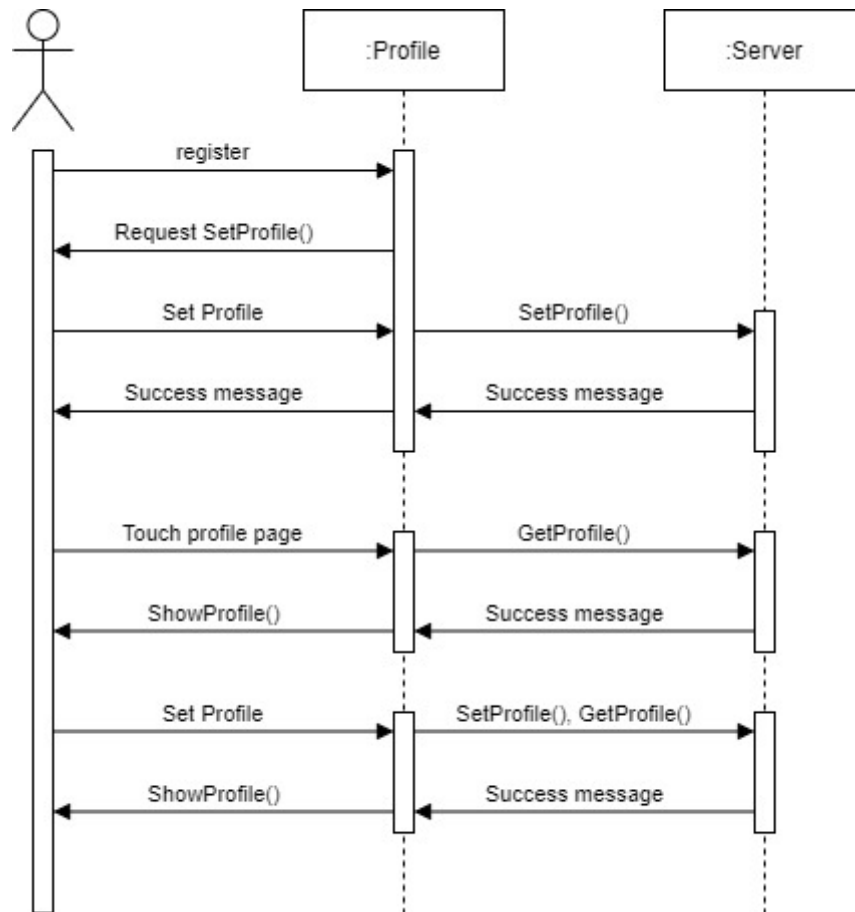 :Profile
:Server
register
Request SetProfile()
Set Profile
SetProfile()
Success message
Success message
Touch profile page
GetProfile()
ShowProfile()
Success message
Set Profile
SetProfile(), GetProfile()
ShowProfile()
Success message